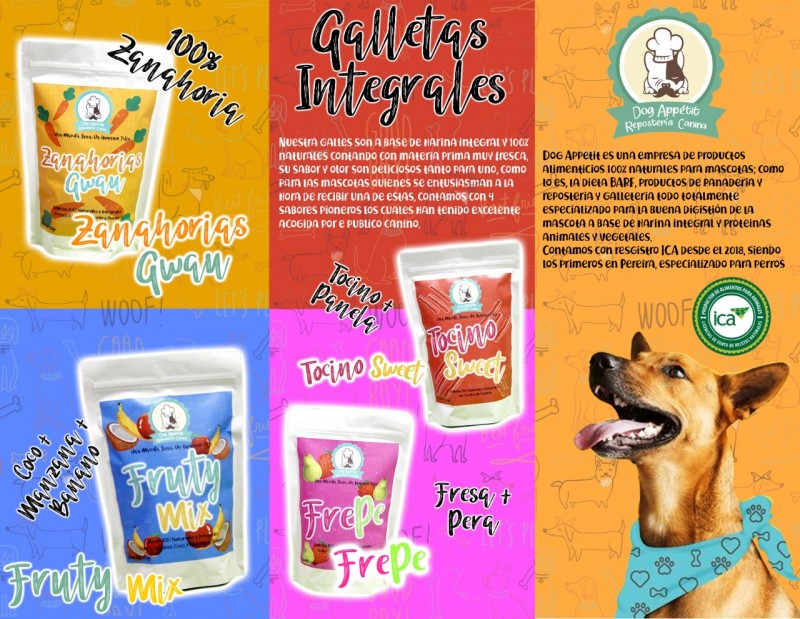 100%
Zanahoria
Zanahorias
Gwau
Zanahorias
Gwau
Galletas
Integrales
Nuestra galles son a base de harina integral y 100%
naturales contando con materia prima muy fresca,
su sabor y olor son deliciosos tanto para uno, como
para las mascotas quienes se entusiasman a la
hora de recibir una de estas, contamos con 4
sabores pioneros los cuales han tenido excelente
acogida por e publico canino.
Tocino +
Panela
Tocino
Sweet
Tocino Sweet
Coco +
Manzana +
Banano
Fruty
Mix
Fruty Mix
FrePe
FrePe
Fresa +
Pera
Dog Appétit
Repostería Canina
Dog Appetit es una empresa de productos
alimenticios 100% naturales para mascotas; como
lo es, la dieta BARF, productos de panadería y
repostería y galletería todo totalmente
especializado para la buena digistión de la
mascota a base de harina integral y proteinas
animales y vegetales.
Contamos con resgistro ICA desde el 2018, siendo
los primeros en Pereira, especializado para perros
WOOF!
WOOF!
ica